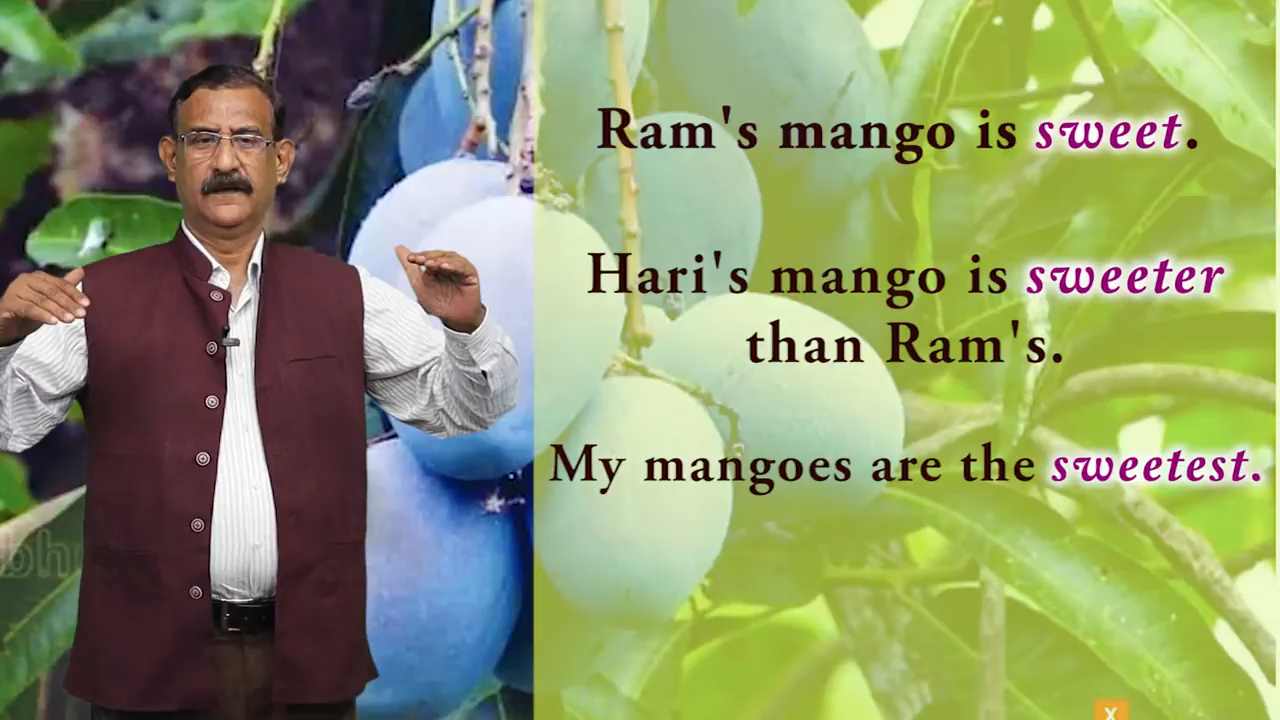 Ram's mango is sweet.
Hari's mango is sweeter
than Ram's.
My mangoes are the sweetest.
X